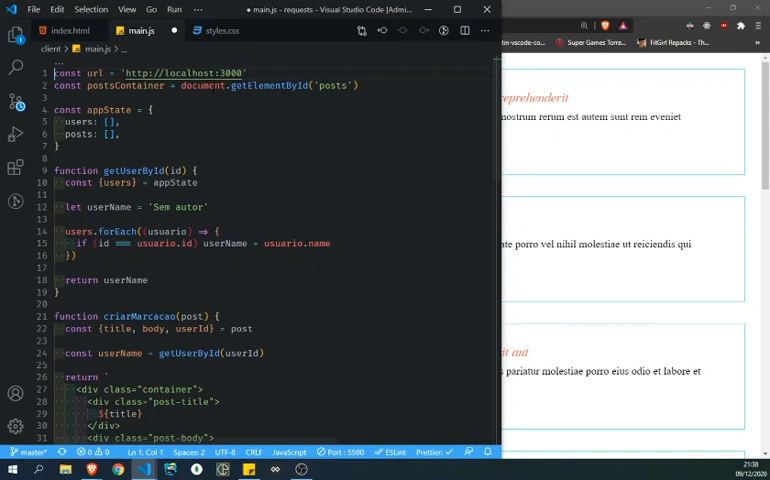 File Edit Selection View Go Run ··· ● main.js - requests - Visual Studio Code [Admi...
index.html main.js ● styles.css
client > main.js > ...
...
1 const url = 'http://localhost:3000'
2 const postsContainer = document.getElementById('posts')
3
4 const appState = {
5 users: [],
6 posts: [],
7 }
8
9 function getUserById(id) {
10 const {users} = appState
11
12 let userName = 'Sem autor'
13
14 users.forEach((usuario) => {
15 if (id === usuario.id) userName = usuario.name
16 })
17
18 return userName
19 }
20
21 function criarMarcacao(post) {
22 const {title, body, userId} = post
23
24 const userName = getUserById(userId)
25
26 return `
27 <div class="container">
28 <div class="post-title">
29 ${title}
30 </div>
31 <div class="post-body">
master* 0 0 Ln 1, Col 1 Spaces: 2 UTF-8 CRLF JavaScript Port : 5500 ESLint Prettier: ✓
din-vscode-con... Super Games Torre... FitGirl Repacks - Th... »
reprehenderit
nostrum rerum est autem sunt rem eveniet
ate porro vel nihil molestiae ut reiciendis qui
it aut
s pariatur molestiae porro eius odio et labore et
21:38
09/12/2020